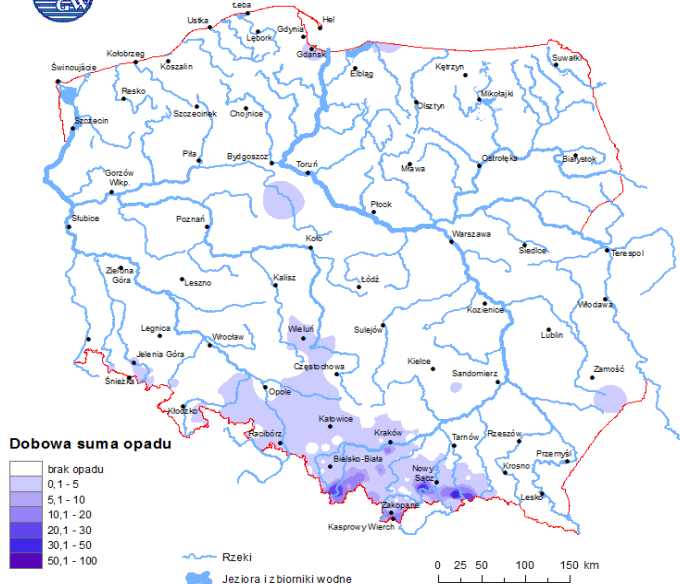 GW
Łeba
Hel
Ustka
Gdynia
Lębork
Gdańsk
Suwałki
Kołobrzeg
Koszalin
Kętrzyn
Elbląg
Świnoujście
Resko
Mikołajki
Szczecinek
Chojnice
Olsztyn
Szczecin
Piła
Bydgoszcz
Toruń
Mława
Ostrołęka
Białystok
Gorzów
Wlkp.
Płock
Słubice
Poznań
Koło
Warszawa
Siedlce
Terespol
Zielona
Góra
Leszno
Kalisz
Łódź
Kozienice
Włodawa
Legnica
Wrocław
Wieluń
Sulejów
Lublin
Jelenia Góra
Kielce
Zamość
Śnieżka
Częstochowa
Sandomierz
Opole
Kłodzko
Katowice
Racibórz
Kraków
Tarnów
Rzeszów
Przemyśl
Bielsko-Biała
Nowy
Sącz
Krosno
Lesko
Zakopane
Kasprowy Wierch
Dobowa suma opadu
brak opadu
0,1 - 5
5,1 - 10
10,1 - 20
20,1 - 30
30,1 - 50
50,1 - 100
Rzeki
Jeziora i zbiorniki wodne
0 25 50 100 150 km